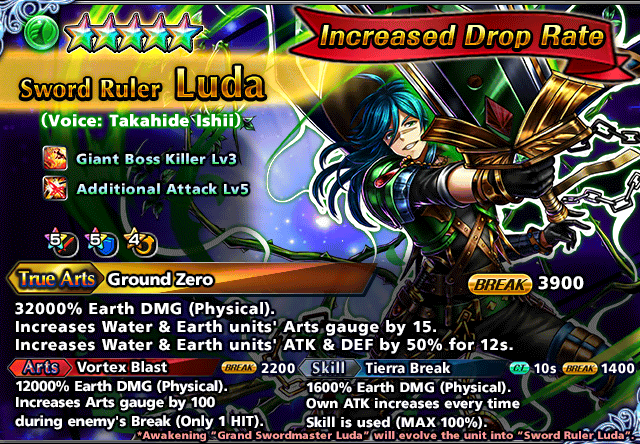 Increased Drop Rate
Sword Ruler Luda
(Voice: Takahide Ishii)
Giant Boss Killer Lv3
Additional Attack Lv5
5 5 4
True Arts Ground Zero BREAK 3900
32000% Earth DMG (Physical).
Increases Water & Earth units' Arts gauge by 15.
Increases Water & Earth units' ATK & DEF by 50% for 12s.
Arts Vortex Blast BREAK 2200
12000% Earth DMG (Physical).
Increases Arts gauge by 100
during enemy's Break (Only 1 HIT).
Skill Tierra Break CT 10s BREAK 1400
1600% Earth DMG (Physical).
Own ATK increases every time
Skill is used (MAX 100%).
*Awakening "Grand Swordmaster Luda" will evolve the unit into "Sword Ruler Luda".